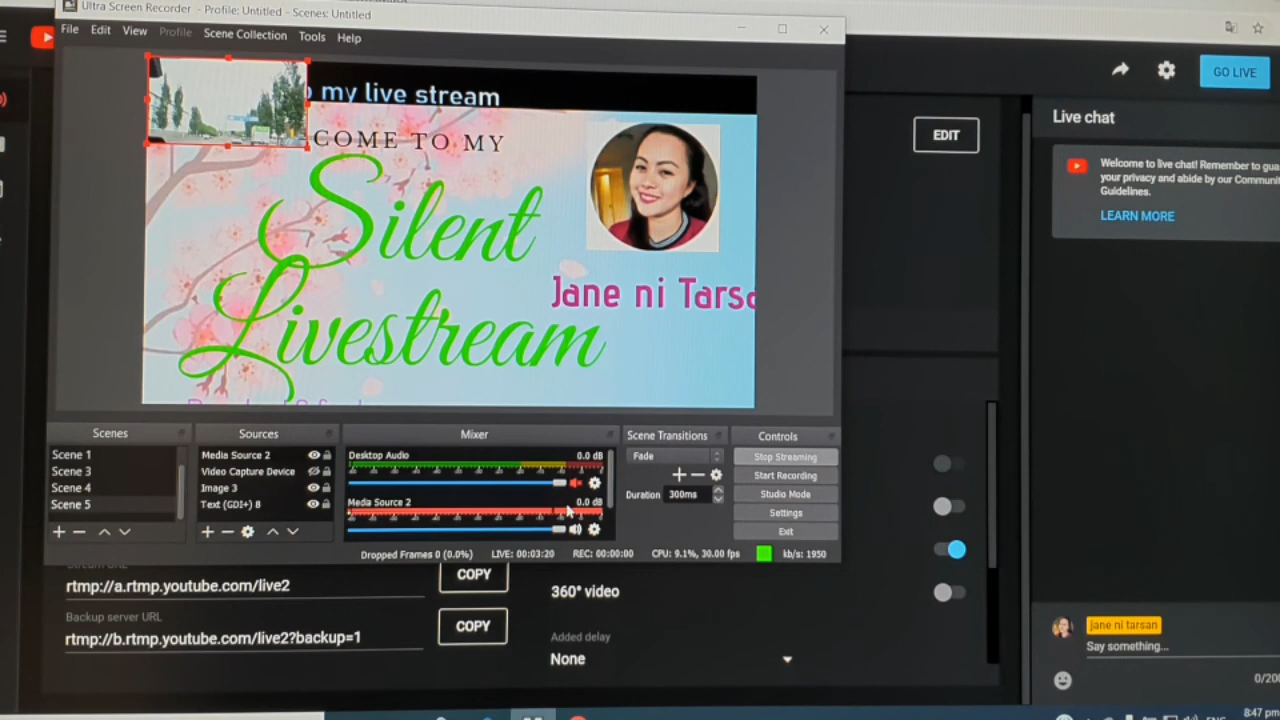 Ultra Screen Recorder - Profile: Untitled - Scenes: Untitled
File Edit View Profile Scene Collection Tools Help
GO LIVE
my live stream
COME TO MY
Silent
Livestream
Jane ni Tarsa
EDIT
Live chat
Welcome to live chat! Remember to gua
your privacy and abide by our Communi
Guidelines.
LEARN MORE
Scenes
Scene 1
Scene 3
Scene 4
Scene 5
Sources
Media Source 2
Video Capture Device
Image 3
Text (GDI+) 8
Mixer
Desktop Audio 0.0 dB
Media Source 2 0.0 dB
Scene Transitions
Fade
Duration 300ms
Controls
Stop Streaming
Start Recording
Studio Mode
Settings
Exit
Dropped Frames 0 (0.0%) LIVE: 00:03:20 REC: 00:00:00 CPU: 9.1%, 30.00 fps kb/s: 1950
Stream URL
rtmp://a.rtmp.youtube.com/live2
COPY
Backup server URL
rtmp://b.rtmp.youtube.com/live2?backup=1
COPY
360° video
Added delay
None
jane ni tarsan
Say something...
0/200
8:47 pm
ENG